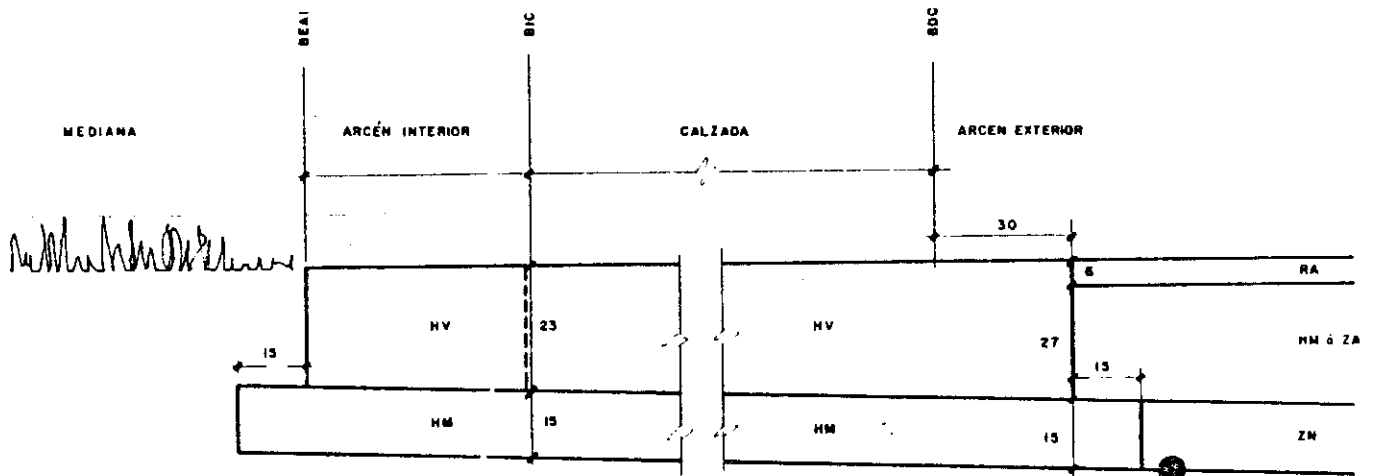 BEAI
BIC
BDC
MEDIANA ARCÉN INTERIOR CALZADA ARCEN EXTERIOR
30
6 RA
HV 23 HV 27 HM ó ZA
15 15
HM 15 HM 15 ZN